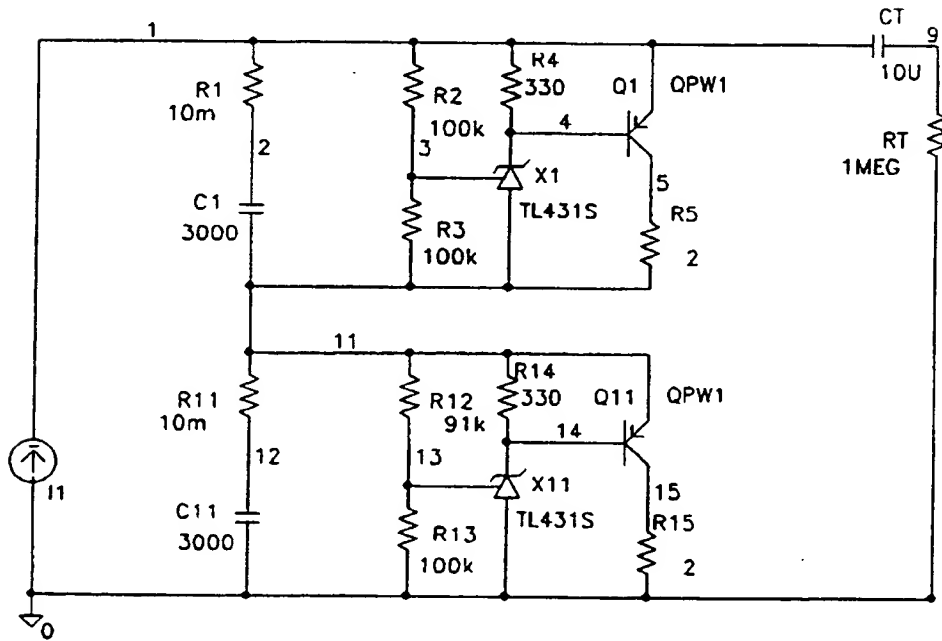 1
CT
9
10U
R1
10m
R2
100k
R4
330
Q1
QPW1
RT
1MEG
2
3
4
5
X1
TL431S
C1
3000
R3
100k
R5
2
11
R11
10m
R12
91k
R14
330
Q11
QPW1
12
13
14
15
X11
TL431S
I1
C11
3000
R13
100k
R15
2
0